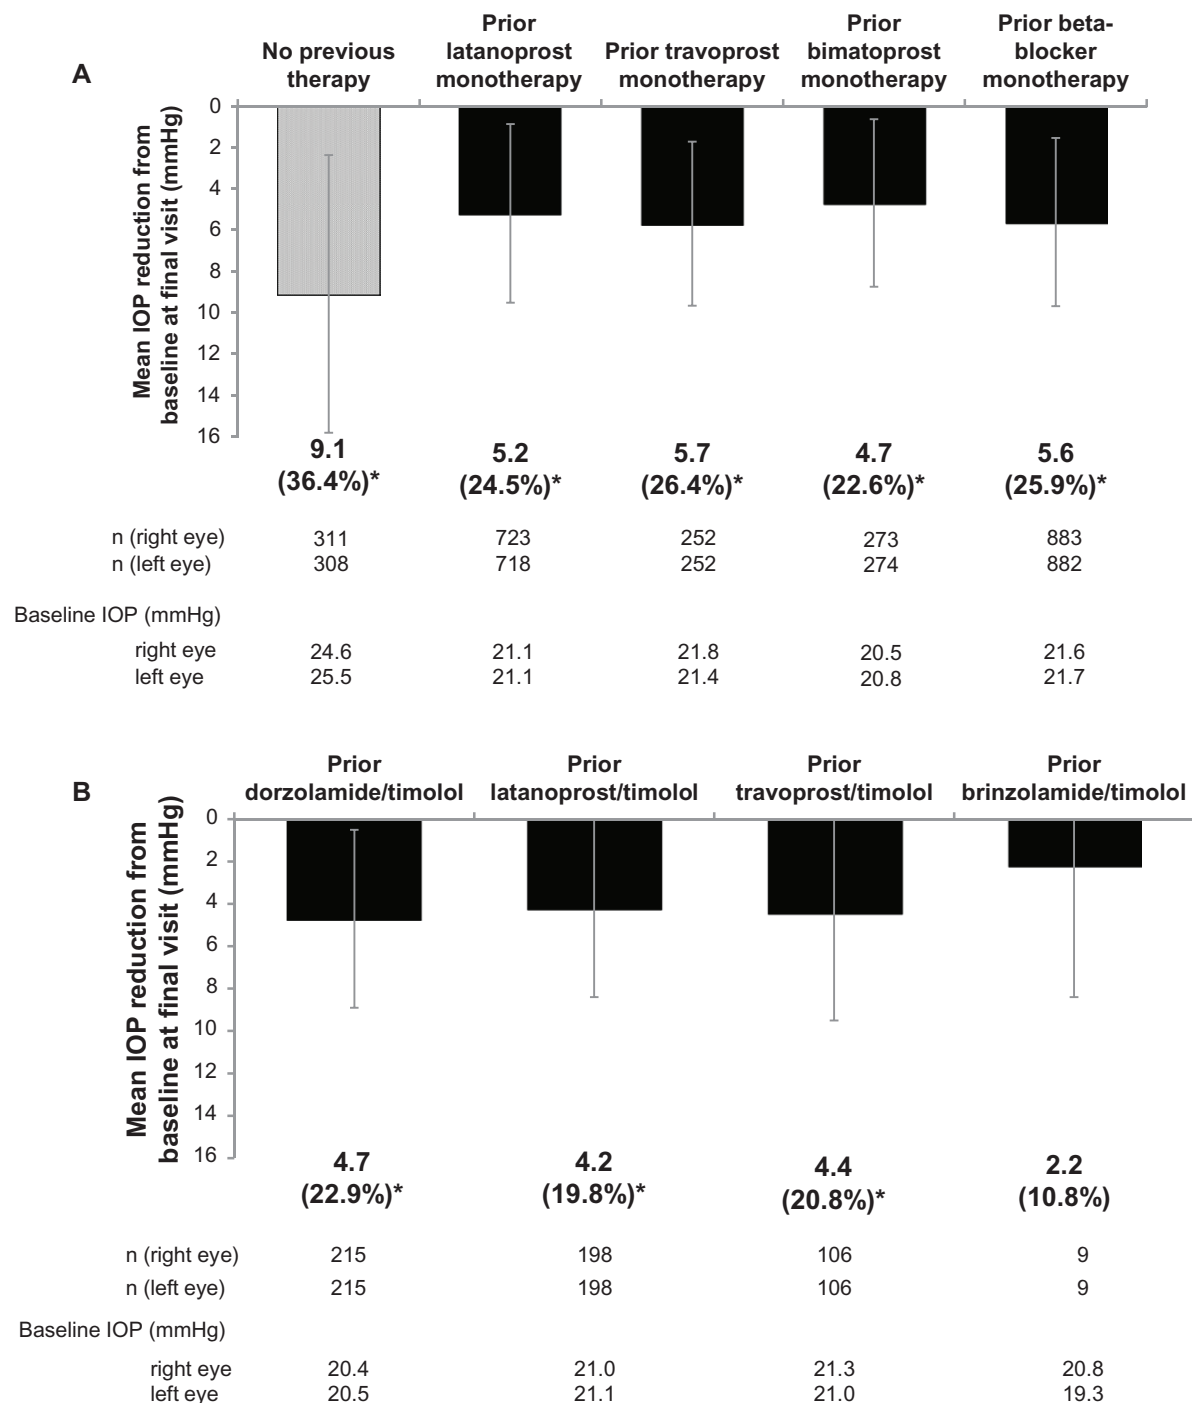 A
No previous therapy
Prior latanoprost monotherapy
Prior travoprost monotherapy
Prior bimatoprost monotherapy
Prior beta-blocker monotherapy
Mean IOP reduction from
baseline at final visit (mmHg)
0
2
4
6
8
10
12
14
16
9.1 5.2 5.7 4.7 5.6
(36.4%)* (24.5%)* (26.4%)* (22.6%)* (25.9%)*
n (right eye) 311 723 252 273 883
n (left eye) 308 718 252 274 882
Baseline IOP (mmHg)
right eye 24.6 21.1 21.8 20.5 21.6
left eye 25.5 21.1 21.4 20.8 21.7
B
Prior dorzolamide/timolol
Prior latanoprost/timolol
Prior travoprost/timolol
Prior brinzolamide/timolol
Mean IOP reduction from
baseline at final visit (mmHg)
0
2
4
6
8
10
12
14
16
4.7 4.2 4.4 2.2
(22.9%)* (19.8%)* (20.8%)* (10.8%)
n (right eye) 215 198 106 9
n (left eye) 215 198 106 9
Baseline IOP (mmHg)
right eye 20.4 21.0 21.3 20.8
left eye 20.5 21.1 21.0 19.3